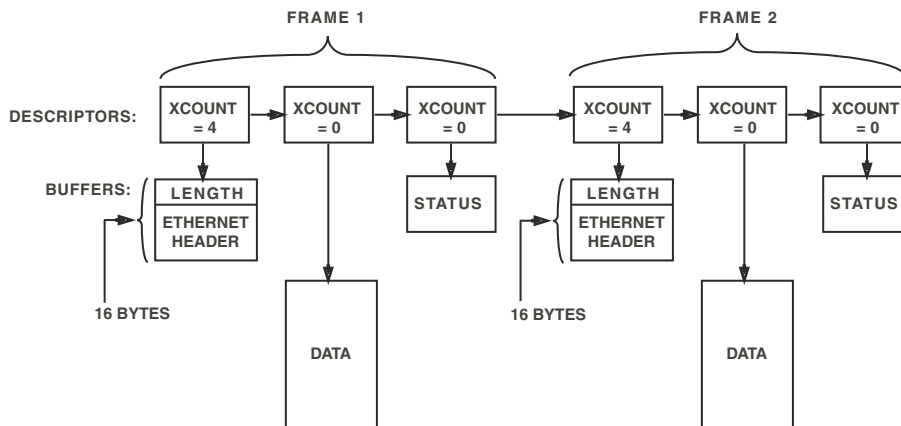 FRAME 1
FRAME 2
DESCRIPTORS:
XCOUNT
= 4
XCOUNT
= 0
XCOUNT
= 0
XCOUNT
= 4
XCOUNT
= 0
XCOUNT
= 0
BUFFERS:
LENGTH
ETHERNET
HEADER
STATUS
LENGTH
ETHERNET
HEADER
STATUS
16 BYTES
16 BYTES
DATA
DATA